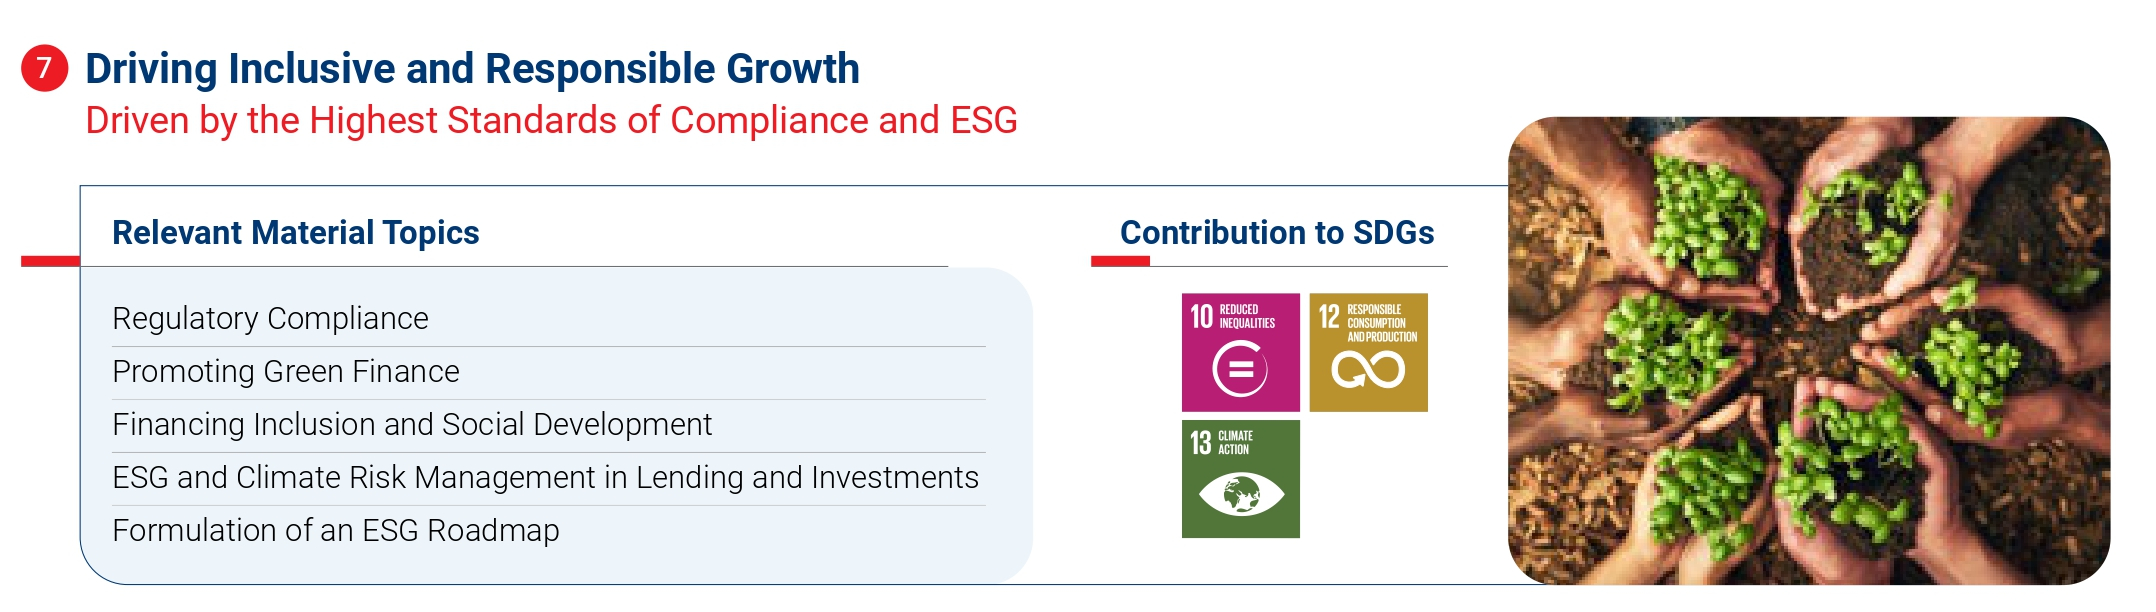 7
Driving Inclusive and Responsible Growth
Driven by the Highest Standards of Compliance and ESG
Relevant Material Topics
Regulatory Compliance
Promoting Green Finance
Financing Inclusion and Social Development
ESG and Climate Risk Management in Lending and Investments
Formulation of an ESG Roadmap
Contribution to SDGs
10 REDUCED
INEQUALITIES
12 RESPONSIBLE
CONSUMPTION
AND PRODUCTION
13 CLIMATE
ACTION